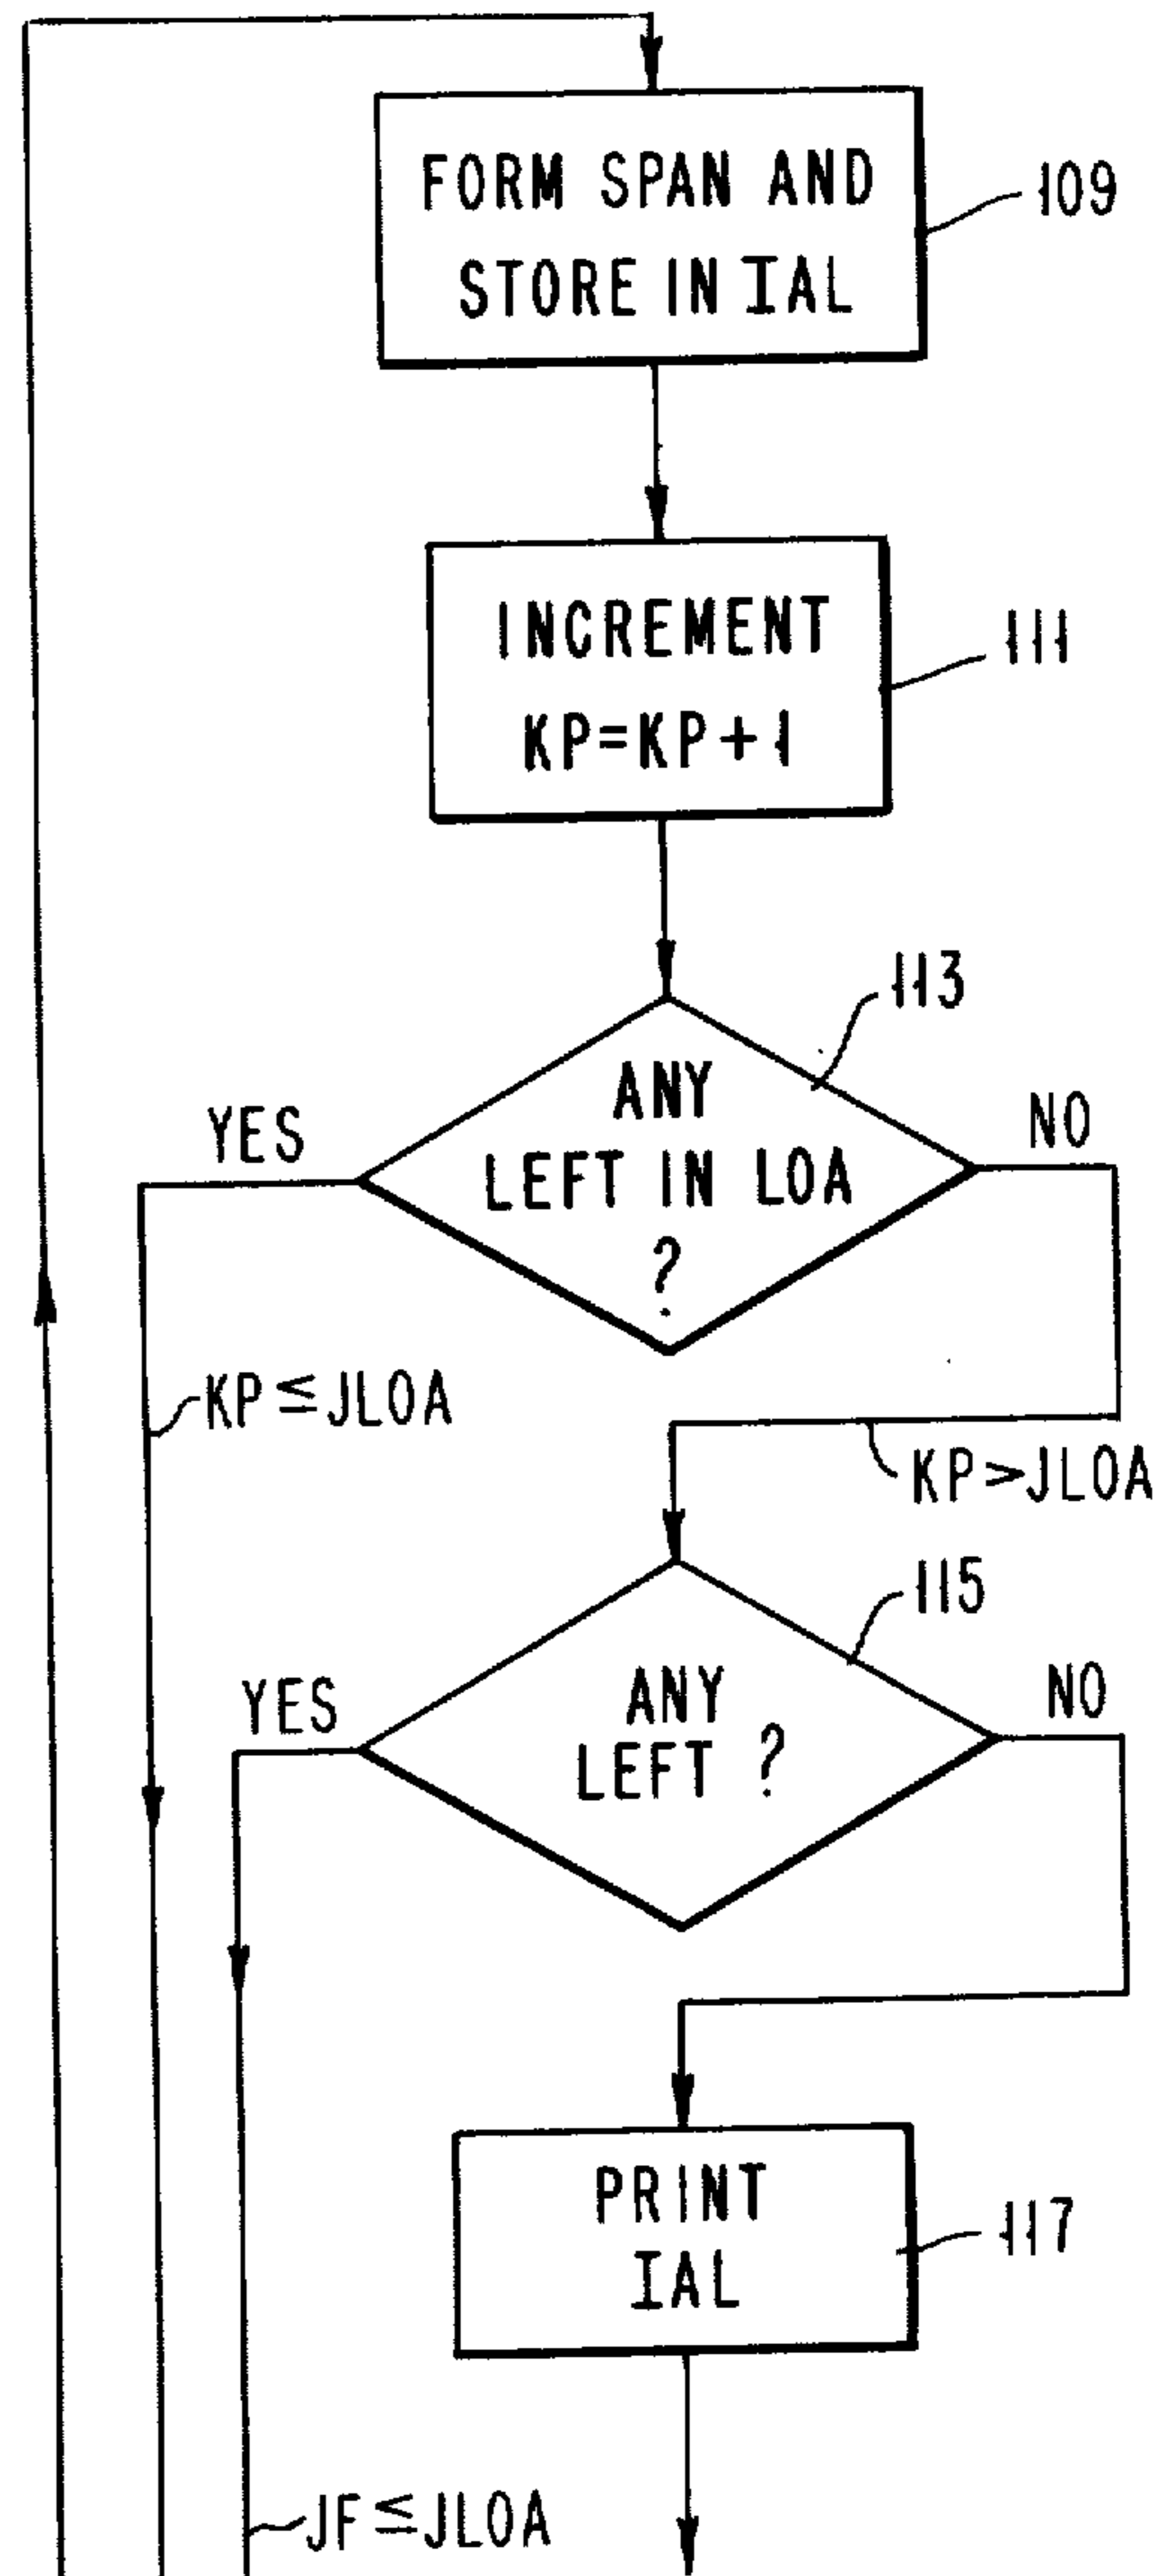 FORM SPAN AND
STORE IN IAL
109
INCREMENT
KP=KP+1
111
113
ANY
LEFT IN LOA
?
YES
NO
KP≦JLOA
KP>JLOA
115
ANY
LEFT ?
YES
NO
PRINT
IAL
117
JF≦JLOA